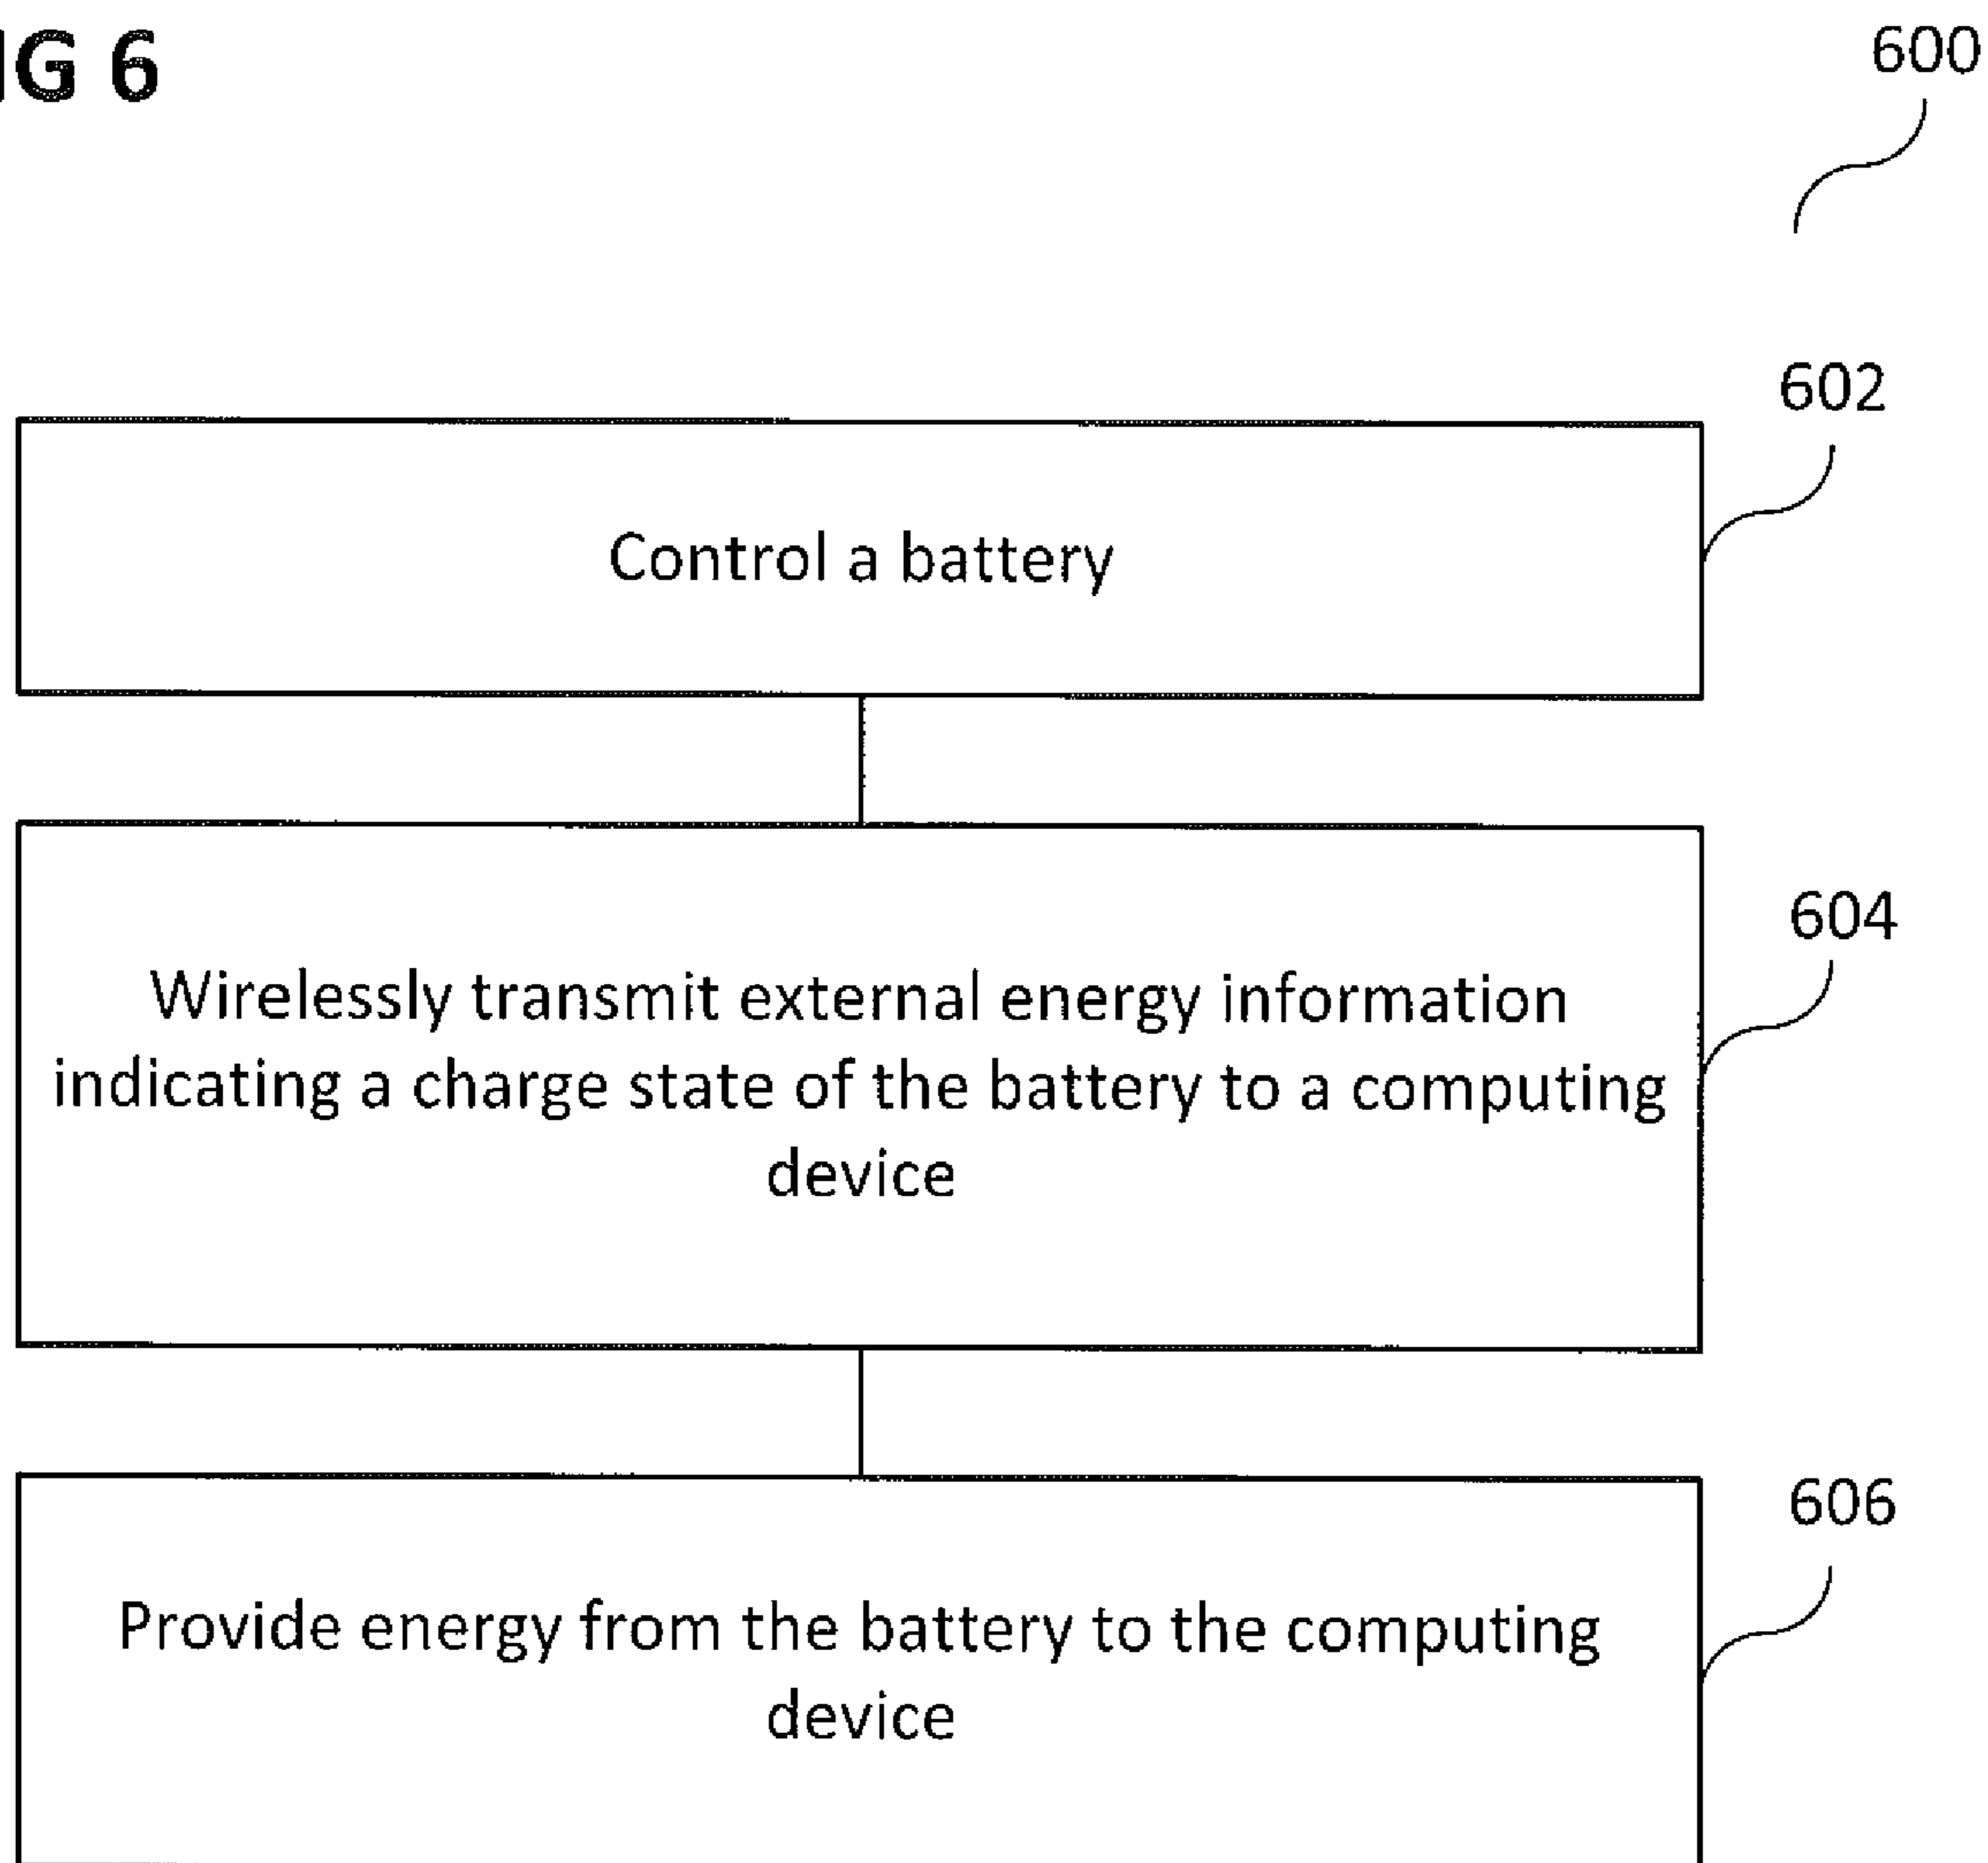 G 6
600
602
Control a battery
604
Wirelessly transmit external energy information
indicating a charge state of the battery to a computing
device
606
Provide energy from the battery to the computing
device